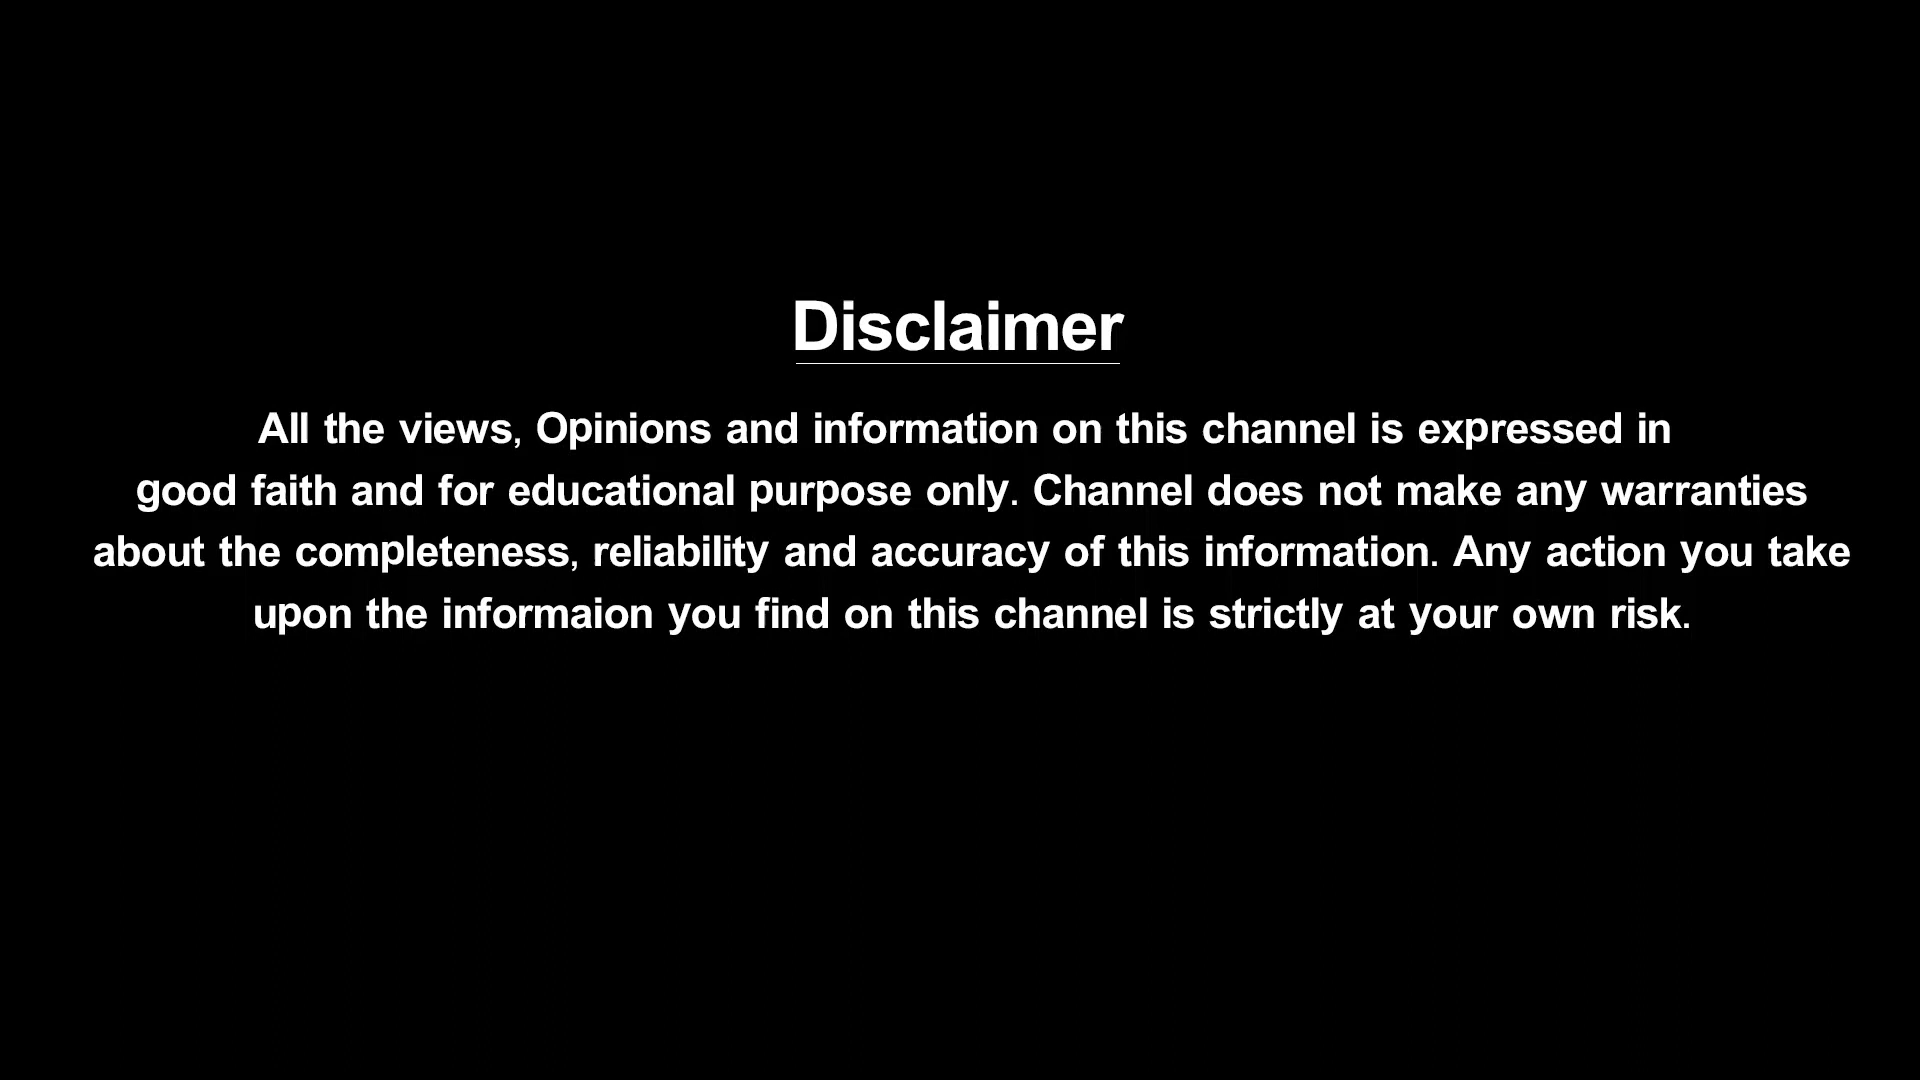 Disclaimer
All the views, Opinions and information on this channel is expressed in
good faith and for educational purpose only. Channel does not make any warranties
about the completeness, reliability and accuracy of this information. Any action you take
upon the informaion you find on this channel is strictly at your own risk.